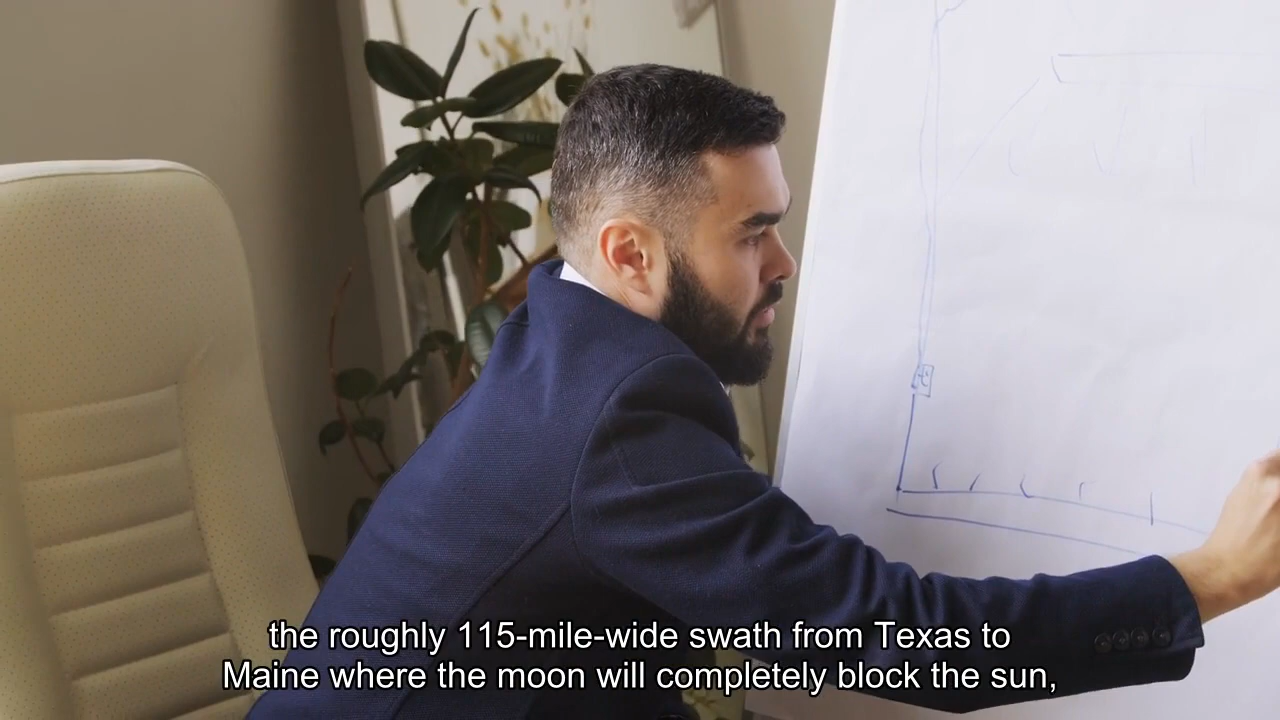 the roughly 115-mile-wide swath from Texas to
Maine where the moon will completely block the sun,